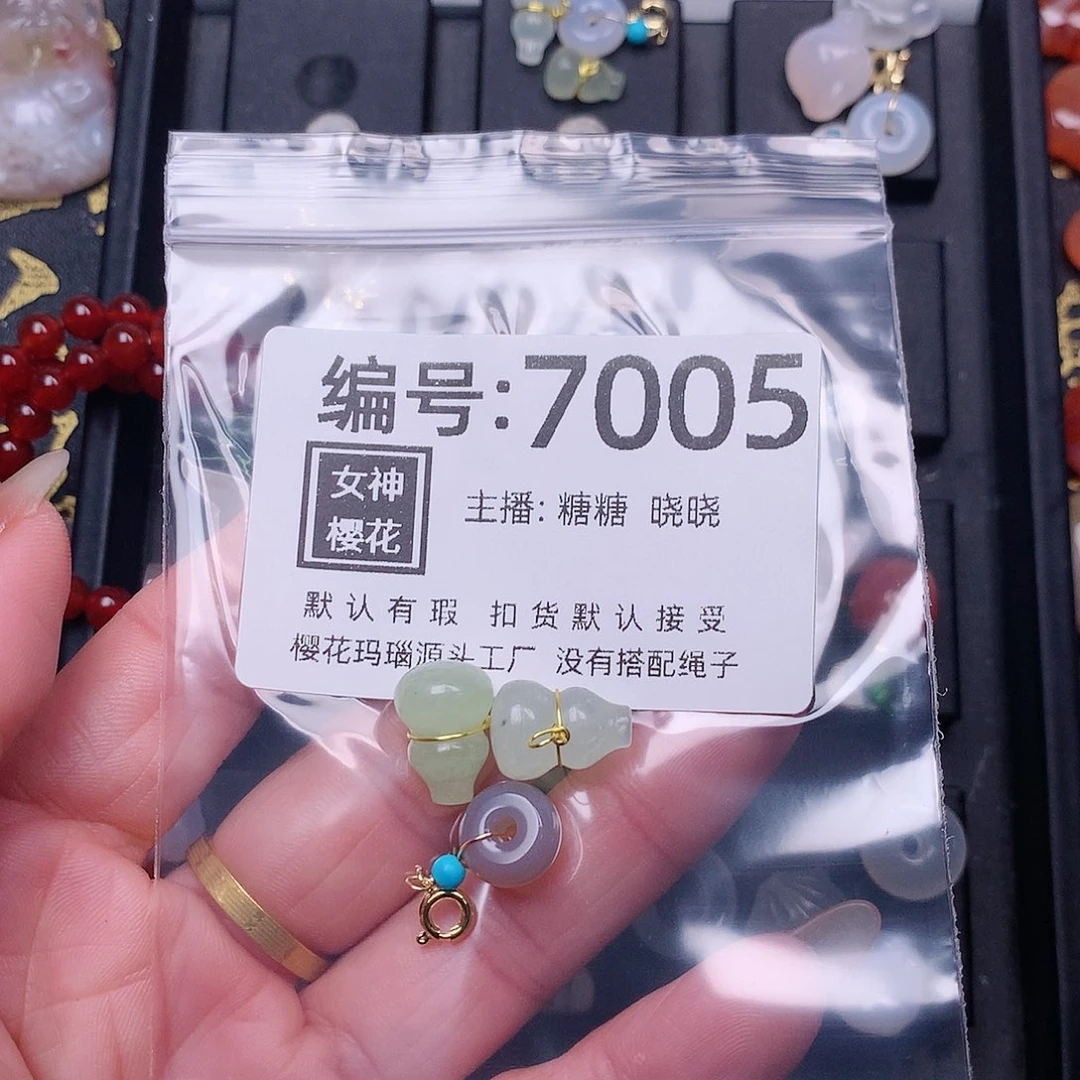 编号:7005
女神
樱花
主播: 糖糖 晓晓
默认有瑕 扣货默认接受
樱花玛瑙源头工厂 没有搭配绳子